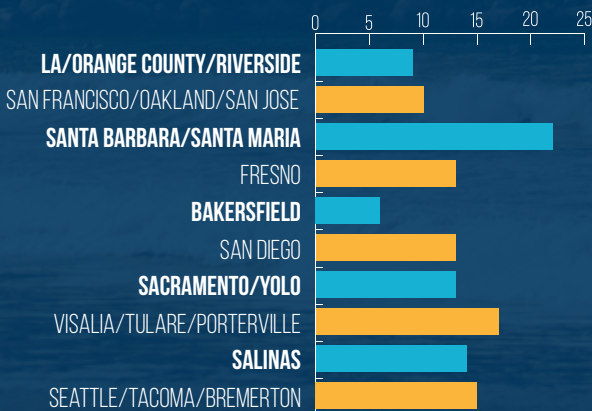 0 5 10 15 20 25
LA/ORANGE COUNTY/RIVERSIDE
SAN FRANCISCO/OAKLAND/SAN JOSE
SANTA BARBARA/SANTA MARIA
FRESNO
BAKERSFIELD
SAN DIEGO
SACRAMENTO/YOLO
VISALIA/TULARE/PORTERVILLE
SALINAS
SEATTLE/TACOMA/BREMERTON